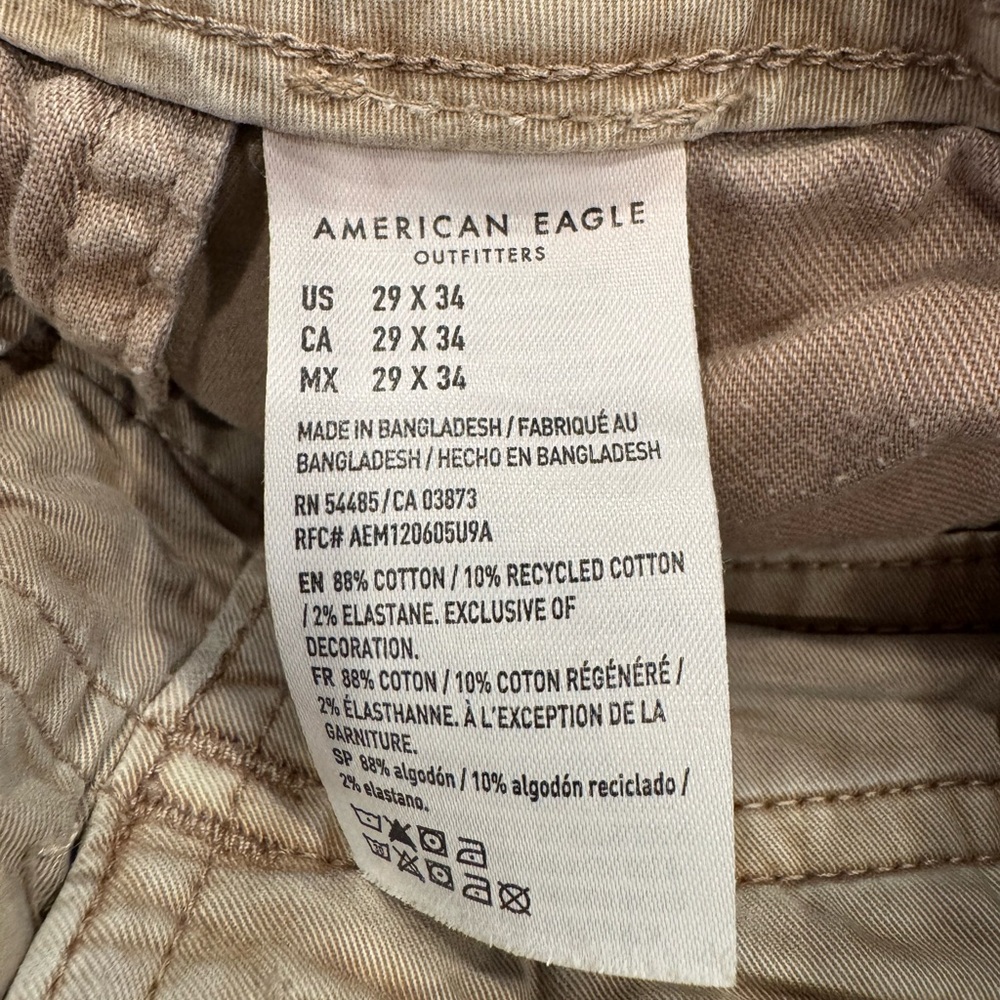 AMERICAN EAGLE
OUTFITTERS
US 29 X 34
CA 29 X 34
MX 29 X 34
MADE IN BANGLADESH / FABRIQUÉ AU
BANGLADESH / HECHO EN BANGLADESH
RN 54485/CA 03873
RFC# AEM120605U9A
EN 88% COTTON / 10% RECYCLED COTTON
/ 2% ELASTANE. EXCLUSIVE OF
DECORATION.
FR 88% COTON / 10% COTON RÉGÉNÉRÉ /
2% ÉLASTHANNE. À L'EXCEPTION DE LA
GARNITURE.
SP 88% algodón / 10% algodón reciclado /
2% elastano.